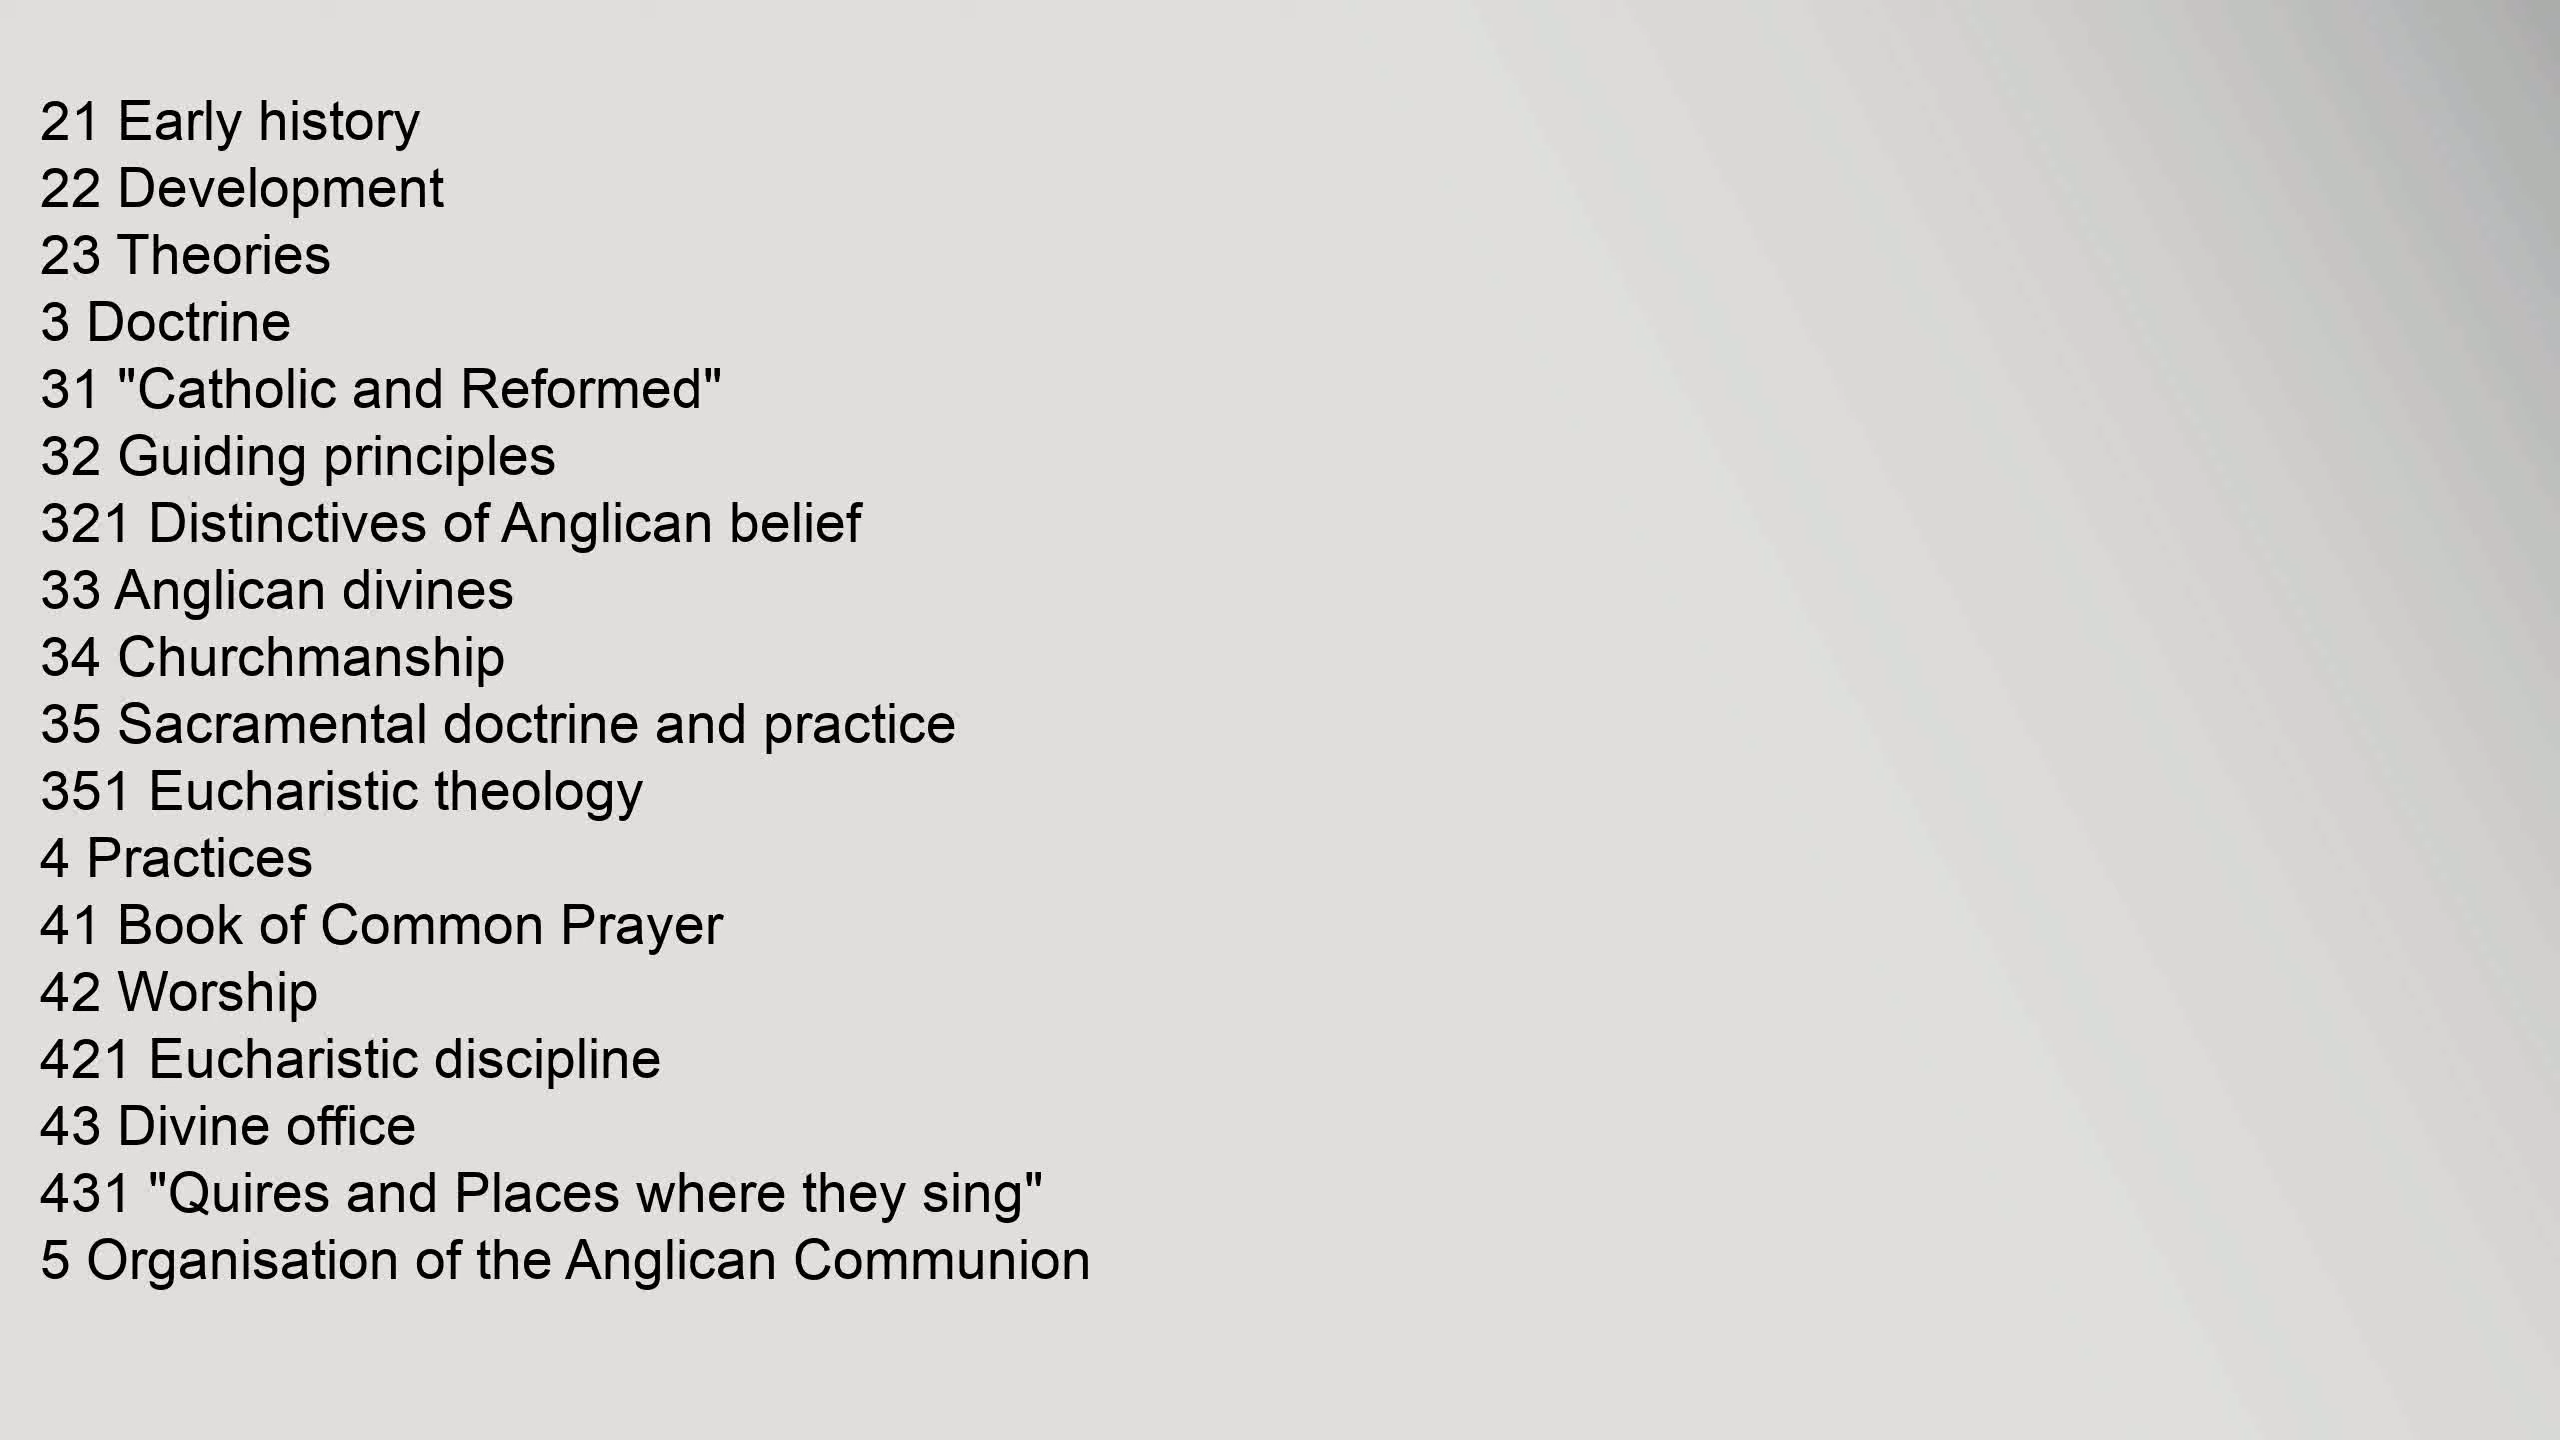 21 Early history
22 Development
23 Theories
3 Doctrine
31 "Catholic and Reformed"
32 Guiding principles
321 Distinctives of Anglican belief
33 Anglican divines
34 Churchmanship
35 Sacramental doctrine and practice
351 Eucharistic theology
4 Practices
41 Book of Common Prayer
42 Worship
421 Eucharistic discipline
43 Divine office
431 "Quires and Places where they sing"
5 Organisation of the Anglican Communion